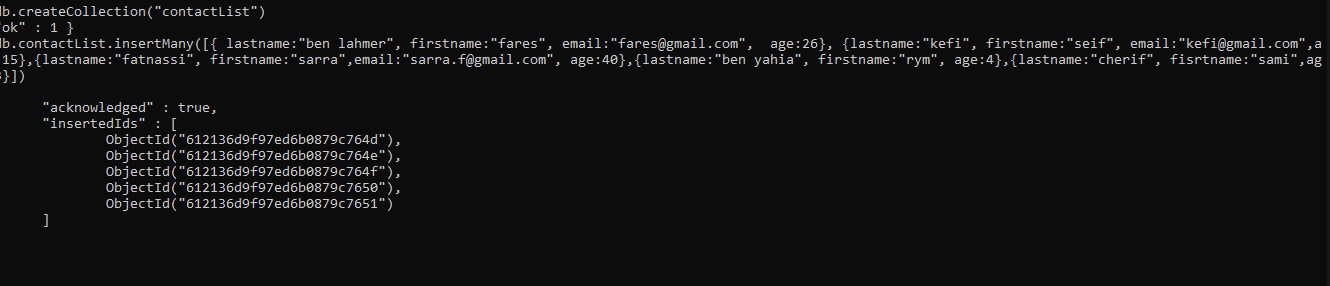 db.createCollection("contactList")
"ok" : 1 }
db.contactList.insertMany([{ lastname:"ben lahmer", firstname:"fares", email:"fares@gmail.com",  age:26}, {lastname:"kefi", firstname:"seif", email:"kefi@gmail.com",a
15},{lastname:"fatnassi", firstname:"sarra",email:"sarra.f@gmail.com", age:40},{lastname:"ben yahia", firstname:"rym", age:4},{lastname:"cherif", fisrtname:"sami",ag
}])
"acknowledged" : true,
"insertedIds" : [
ObjectId("612136d9f97ed6b0879c764d"),
ObjectId("612136d9f97ed6b0879c764e"),
ObjectId("612136d9f97ed6b0879c764f"),
ObjectId("612136d9f97ed6b0879c7650"),
ObjectId("612136d9f97ed6b0879c7651")
]